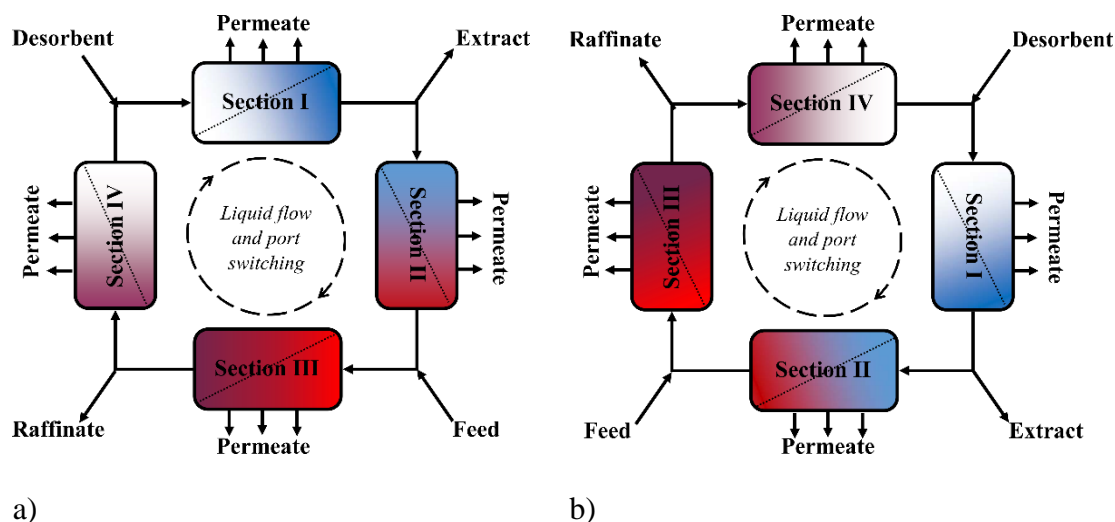 Permeate
Desorbent
Extract
Section I
Permeate
Section IV
Liquid flow
and port
switching
Section II
Permeate
Section III
Raffinate
Permeate
Feed
a)
Permeate
Raffinate
Desorbent
Section IV
Permeate
Section III
Liquid flow
and port
switching
Section I
Permeate
Section II
Feed
Permeate
Extract
b)